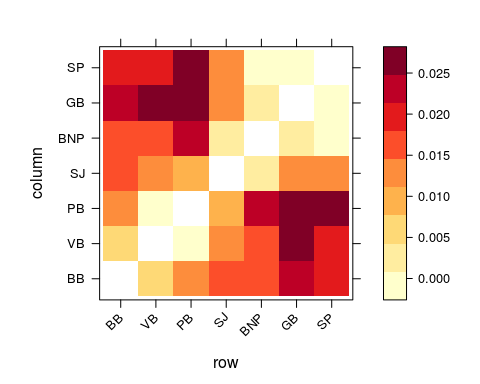 SP
GB
BNP
SJ
PB
VB
BB
column
BB VB PB SJ BNP GB SP
row
0.025
0.020
0.015
0.010
0.005
0.000